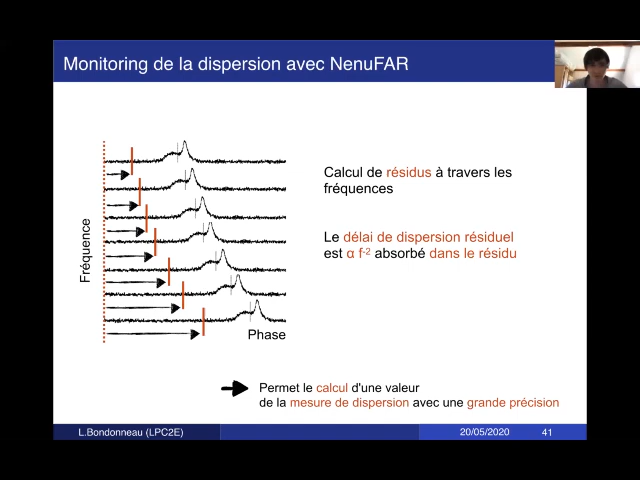 Monitoring de la dispersion avec NenuFAR
Calcul de résidus à travers les
fréquences
Le délai de dispersion résiduel
est α f-2 absorbé dans le résidu
Fréquence
Phase
Permet le calcul d'une valeur
de la mesure de dispersion avec une grande précision
L.Bondonneau (LPC2E)
20/05/2020
41